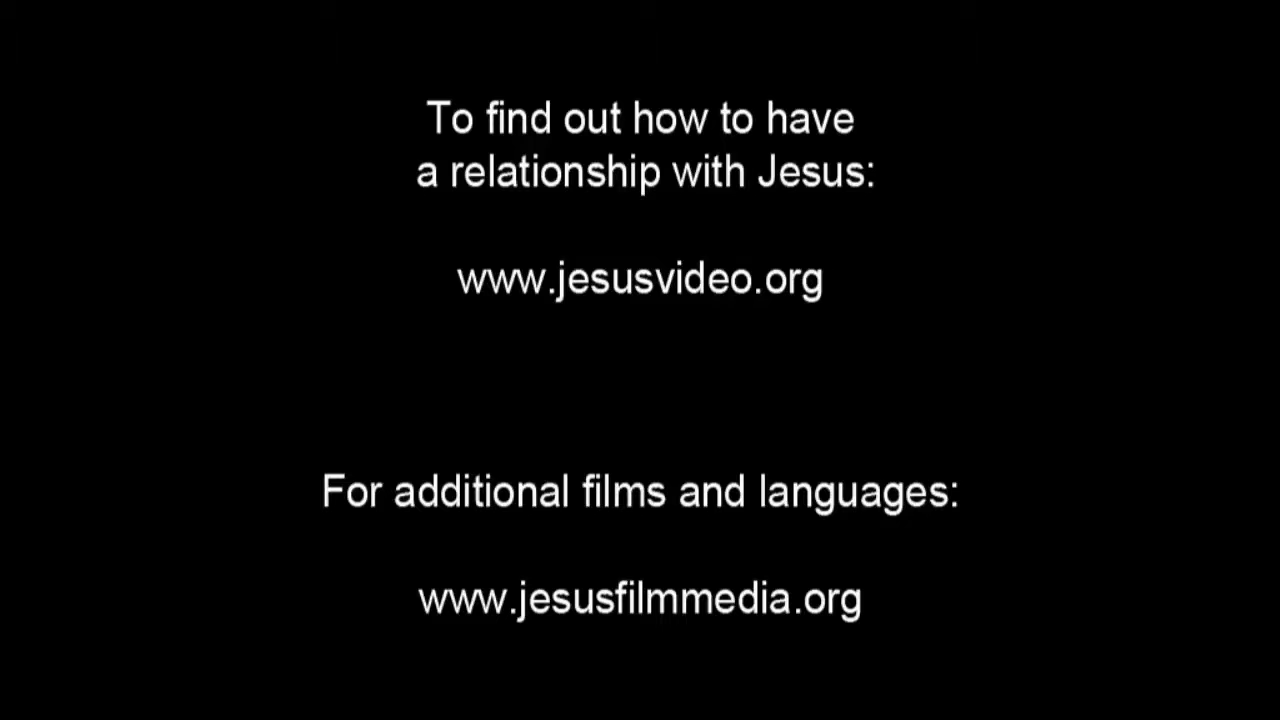 To find out how to have
a relationship with Jesus:
www.jesusvideo.org
For additional films and languages:
www.jesusfilmmedia.org